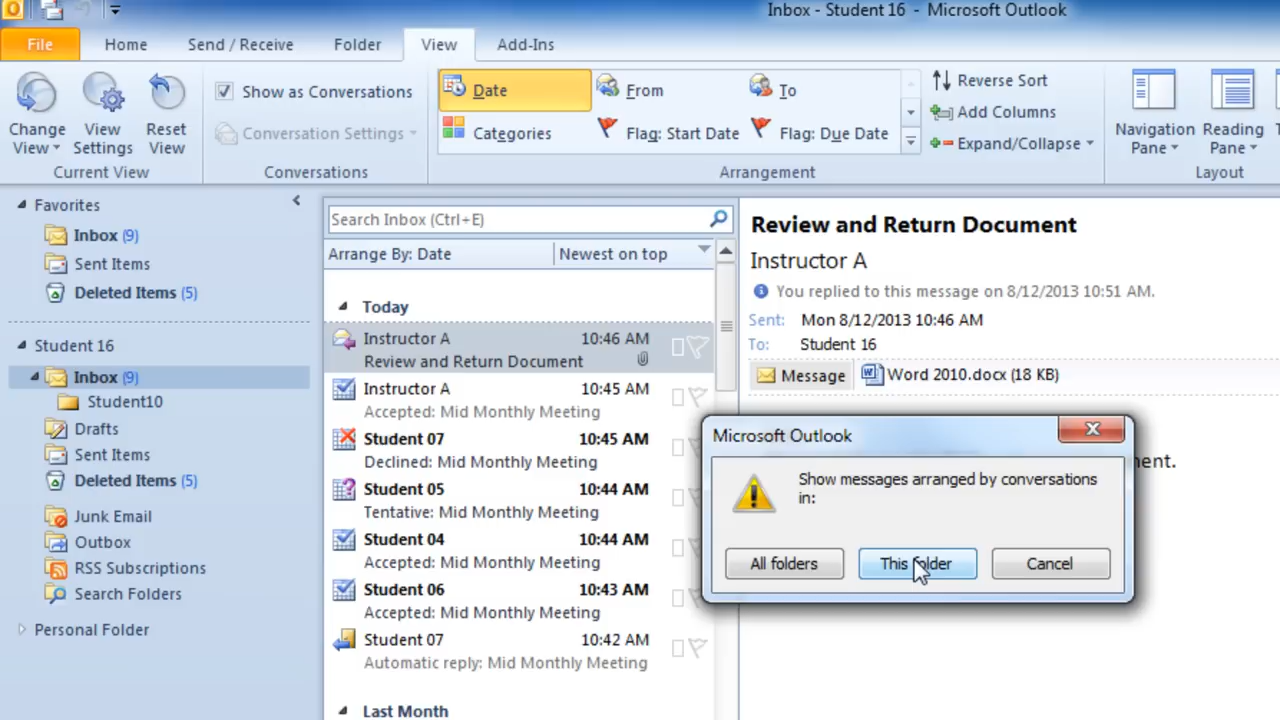 Inbox - Student 16 - Microsoft Outlook
File Home Send / Receive Folder View Add-Ins
Change View
View Settings
Reset View
Current View
Show as Conversations
Conversation Settings
Conversations
Date From To
Categories Flag: Start Date Flag: Due Date
Arrangement
Reverse Sort
Add Columns
Expand/Collapse
Navigation Pane
Reading Pane
Layout
Favorites
Inbox (9)
Sent Items
Deleted Items (5)
Student 16
Inbox (9)
Student10
Drafts
Sent Items
Deleted Items (5)
Junk Email
Outbox
RSS Subscriptions
Search Folders
Personal Folder
Search Inbox (Ctrl+E)
Arrange By: Date Newest on top
Today
Instructor A 10:46 AM
Review and Return Document
Instructor A 10:45 AM
Accepted: Mid Monthly Meeting
Student 07 10:45 AM
Declined: Mid Monthly Meeting
Student 05 10:44 AM
Tentative: Mid Monthly Meeting
Student 04 10:44 AM
Accepted: Mid Monthly Meeting
Student 06 10:43 AM
Accepted: Mid Monthly Meeting
Student 07 10:42 AM
Automatic reply: Mid Monthly Meeting
Last Month
Review and Return Document
Instructor A
You replied to this message on 8/12/2013 10:51 AM.
Sent: Mon 8/12/2013 10:46 AM
To: Student 16
Message Word 2010.docx (18 KB)
Microsoft Outlook
Show messages arranged by conversations
in:
All folders This folder Cancel